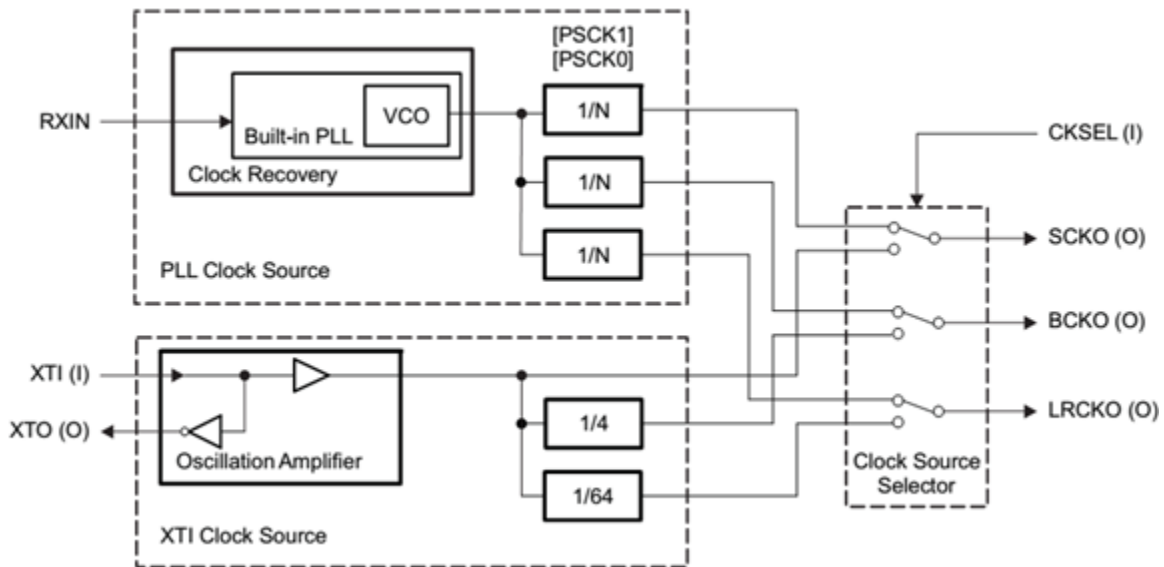 [PSCK1]
[PSCK0]
RXIN
VCO
Built-in PLL
Clock Recovery
PLL Clock Source
1/N
1/N
1/N
CKSEL (I)
SCKO (O)
BCKO (O)
LRCKO (O)
Clock Source
Selector
XTI (I)
XTO (O)
Oscillation Amplifier
XTI Clock Source
1/4
1/64